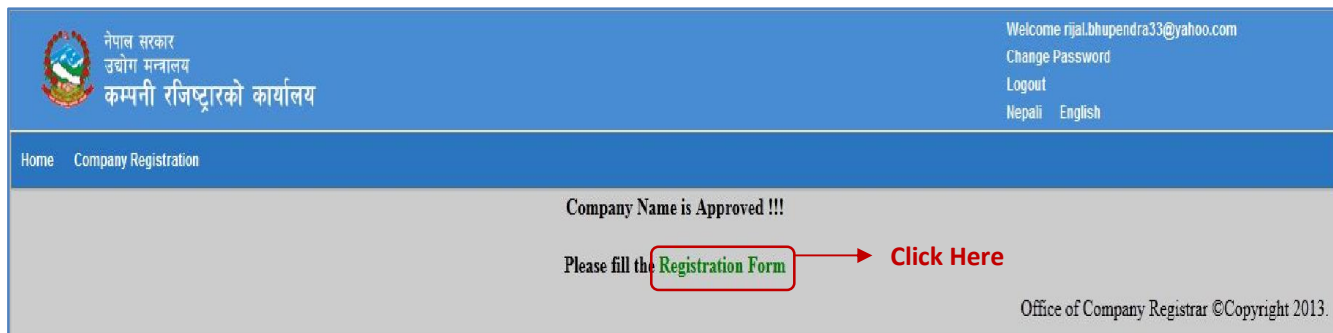 नेपाल सरकार
उद्योग मन्त्रालय
कम्पनी रजिष्ट्रारको कार्यालय
Welcome rijal.bhupendra33@yahoo.com
Change Password
Logout
Nepali English
Home Company Registration
Company Name is Approved !!!
Please fill the Registration Form
Click Here
Office of Company Registrar ©Copyright 2013.